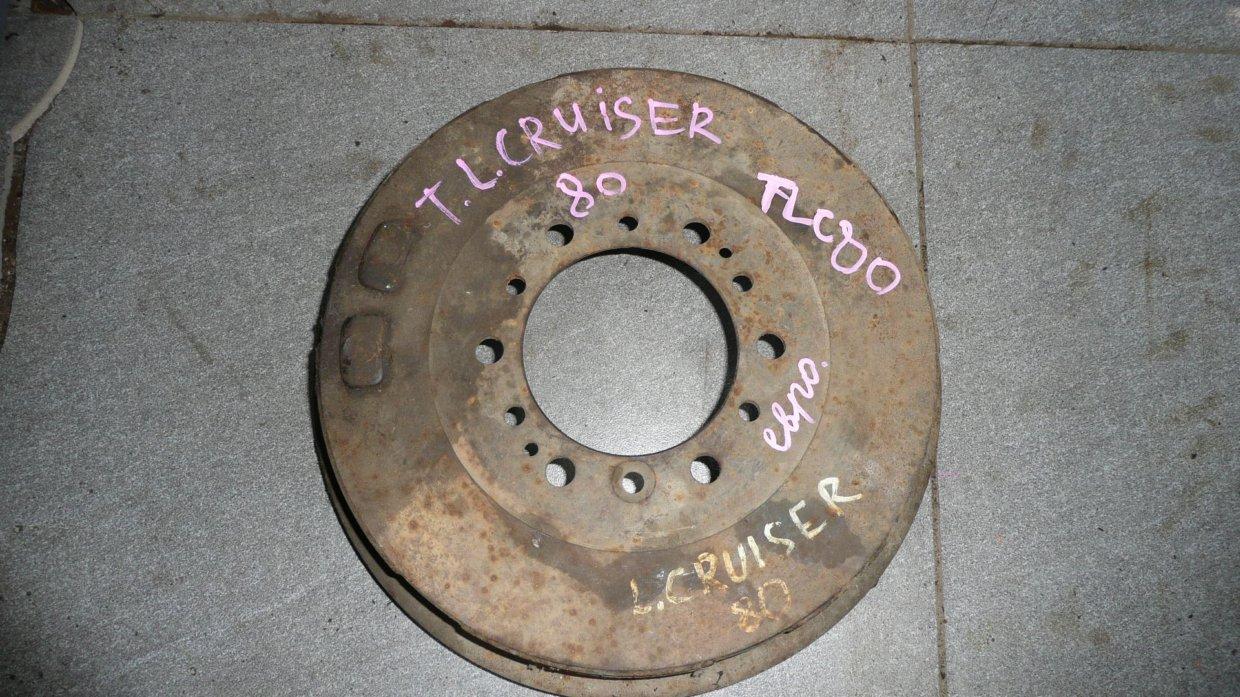 T. L. CRUiSER
80
TLC80
евро.
L. CRUISER
80